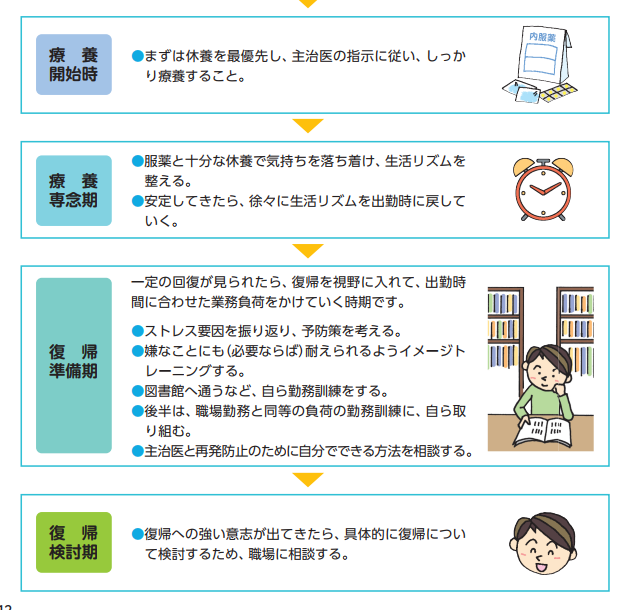 療　養
開始時
●まずは休養を最優先し、主治医の指示に従い、しっか
り療養すること。
内服薬
療　養
専念期
●服薬と十分な休養で気持ちを落ち着け、生活リズムを
整える。
●安定してきたら、徐々に生活リズムを出勤時に戻して
いく。
復　帰
準備期
一定の回復が見られたら、復帰を視野に入れて、出勤時
間に合わせた業務負荷をかけていく時期です。
●ストレス要因を振り返り、予防策を考える。
●嫌なことにも（必要ならば）耐えられるようイメージト
レーニングする。
●図書館へ通うなど、自ら勤務訓練をする。
●後半は、職場勤務と同等の負荷の勤務訓練に、自ら取
り組む。
●主治医と再発防止のために自分でできる方法を相談する。
復　帰
検討期
●復帰への強い意志が出てきたら、具体的に復帰につい
て検討するため、職場に相談する。